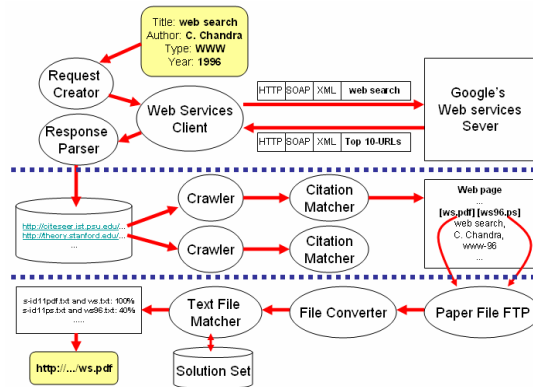 Title: web search
Author: C. Chandra
Type: WWW
Year: 1996
Request
Creator
Web Services
Client
HTTP SOAP XML web search
Google's
Web services
Sever
Response
Parser
HTTP SOAP XML Top 10-URLs
http://citeseer.ist.psu.edu/...
http://theory.stanford.edu/...
...
Crawler
Citation
Matcher
Crawler
Citation
Matcher
Web page
...
[ws.pdf] [ws96.ps]
web search,
C. Chandra,
www-96
...
s-id11pdf.txt and ws.txt: 100%
s-id11ps.txt and ws96.txt: 40%
.....
Text File
Matcher
File Converter
Paper File FTP
http://.../ws.pdf
Solution Set